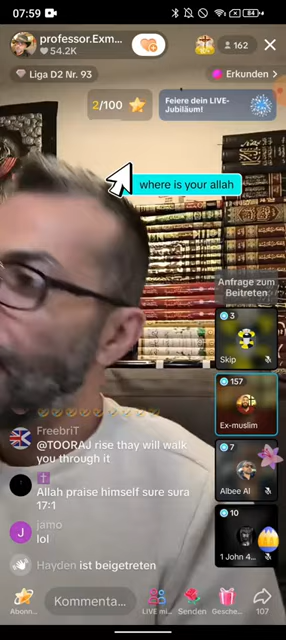 07:59
84
professor.Exm...
54.2K
162
Liga D2 Nr. 93
Erkunden >
2/100
Feiere dein LIVE-
Jubiläum!
where is your allah
Anfrage zum
Beitreten
3
Skip
157
Ex-muslim
7
Albee Al
10
1 John 4...
FreebriT
@TOORAJ rise thay will walk
you through it
Allah praise himself sure sura
17:1
J
jamo
lol
Hayden ist beigetreten
Abonn...
Kommenta...
LIVE mi...
Senden
Gesche...
107